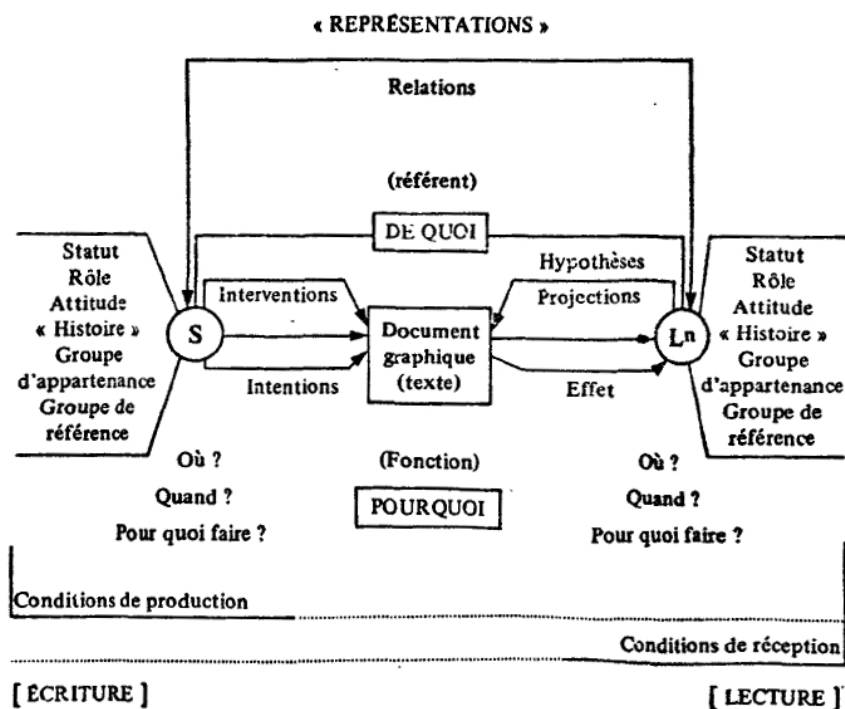 « REPRÉSENTATIONS »
Relations
(référent)
DE QUOI
Statut
Rôle
Attitude
« Histoire »
Groupe
d'appartenance
Groupe de
référence
S
Interventions
Intentions
Document
graphique
(texte)
Hypothèses
Projections
Effet
Lⁿ
Statut
Rôle
Attitude
« Histoire »
Groupe
d'appartenance
Groupe de
référence
Où ?
Quand ?
Pour quoi faire ?
(Fonction)
POURQUOI
Où ?
Quand ?
Pour quoi faire ?
Conditions de production
Conditions de réception
[ ÉCRITURE ]
[ LECTURE ]